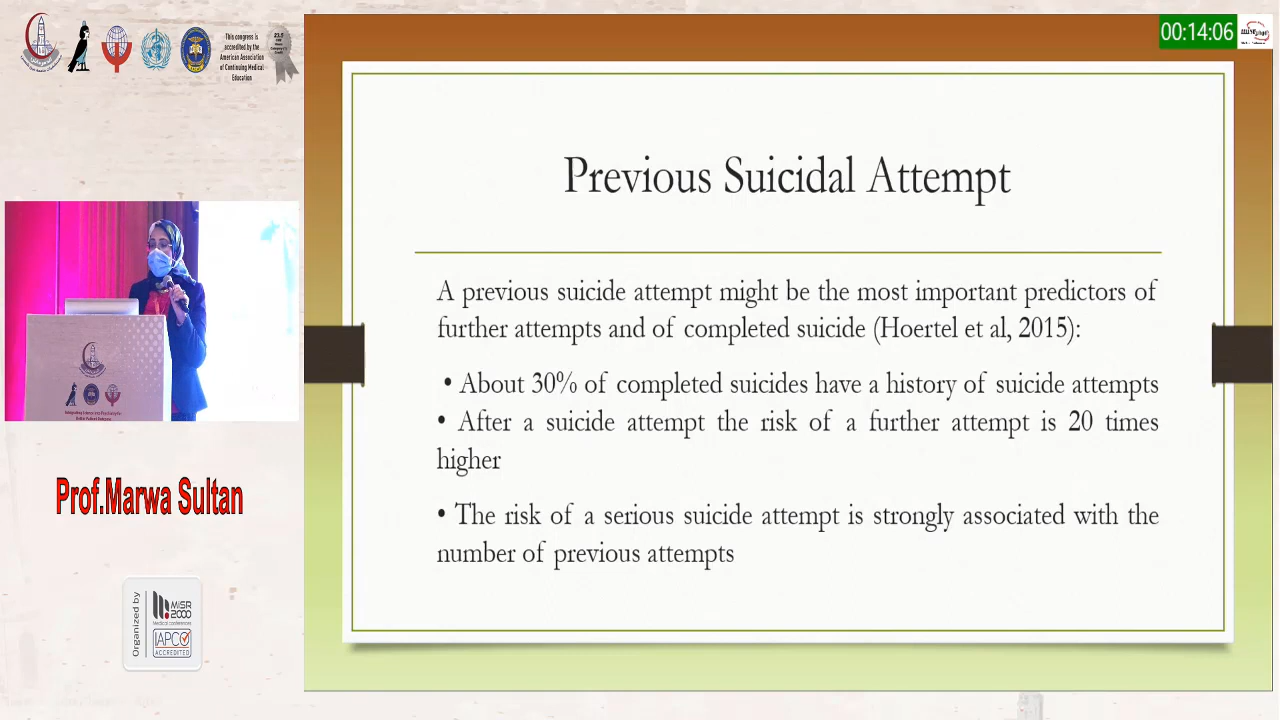 This congress is
accredited by the
American Association
of Continuing Medical
Education
00:14:06
Previous Suicidal Attempt
A previous suicide attempt might be the most important predictors of
further attempts and of completed suicide (Hoertel et al, 2015):
• About 30% of completed suicides have a history of suicide attempts
• After a suicide attempt the risk of a further attempt is 20 times
higher
• The risk of a serious suicide attempt is strongly associated with the
number of previous attempts
Prof.Marwa Sultan
Organized by
MISR
2000
Medical conferences
IAPCO
ACCREDITED